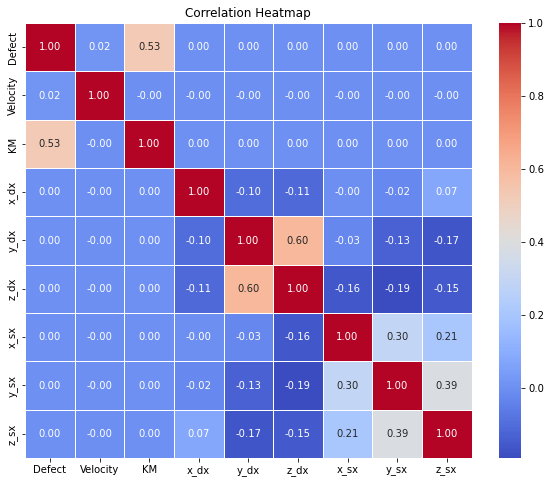 Correlation Heatmap
Defect 1.00 0.02 0.53 0.00 0.00 0.00 0.00 0.00 0.00
Velocity 0.02 1.00 -0.00 -0.00 -0.00 -0.00 -0.00 -0.00 -0.00
KM 0.53 -0.00 1.00 0.00 0.00 0.00 0.00 0.00 0.00
x_dx 0.00 -0.00 0.00 1.00 -0.10 -0.11 -0.00 -0.02 0.07
y_dx 0.00 -0.00 0.00 -0.10 1.00 0.60 -0.03 -0.13 -0.17
z_dx 0.00 -0.00 0.00 -0.11 0.60 1.00 -0.16 -0.19 -0.15
x_sx 0.00 -0.00 0.00 -0.00 -0.03 -0.16 1.00 0.30 0.21
y_sx 0.00 -0.00 0.00 -0.02 -0.13 -0.19 0.30 1.00 0.39
z_sx 0.00 -0.00 0.00 0.07 -0.17 -0.15 0.21 0.39 1.00
Defect Velocity KM x_dx y_dx z_dx x_sx y_sx z_sx
1.0
0.8
0.6
0.4
0.2
0.0